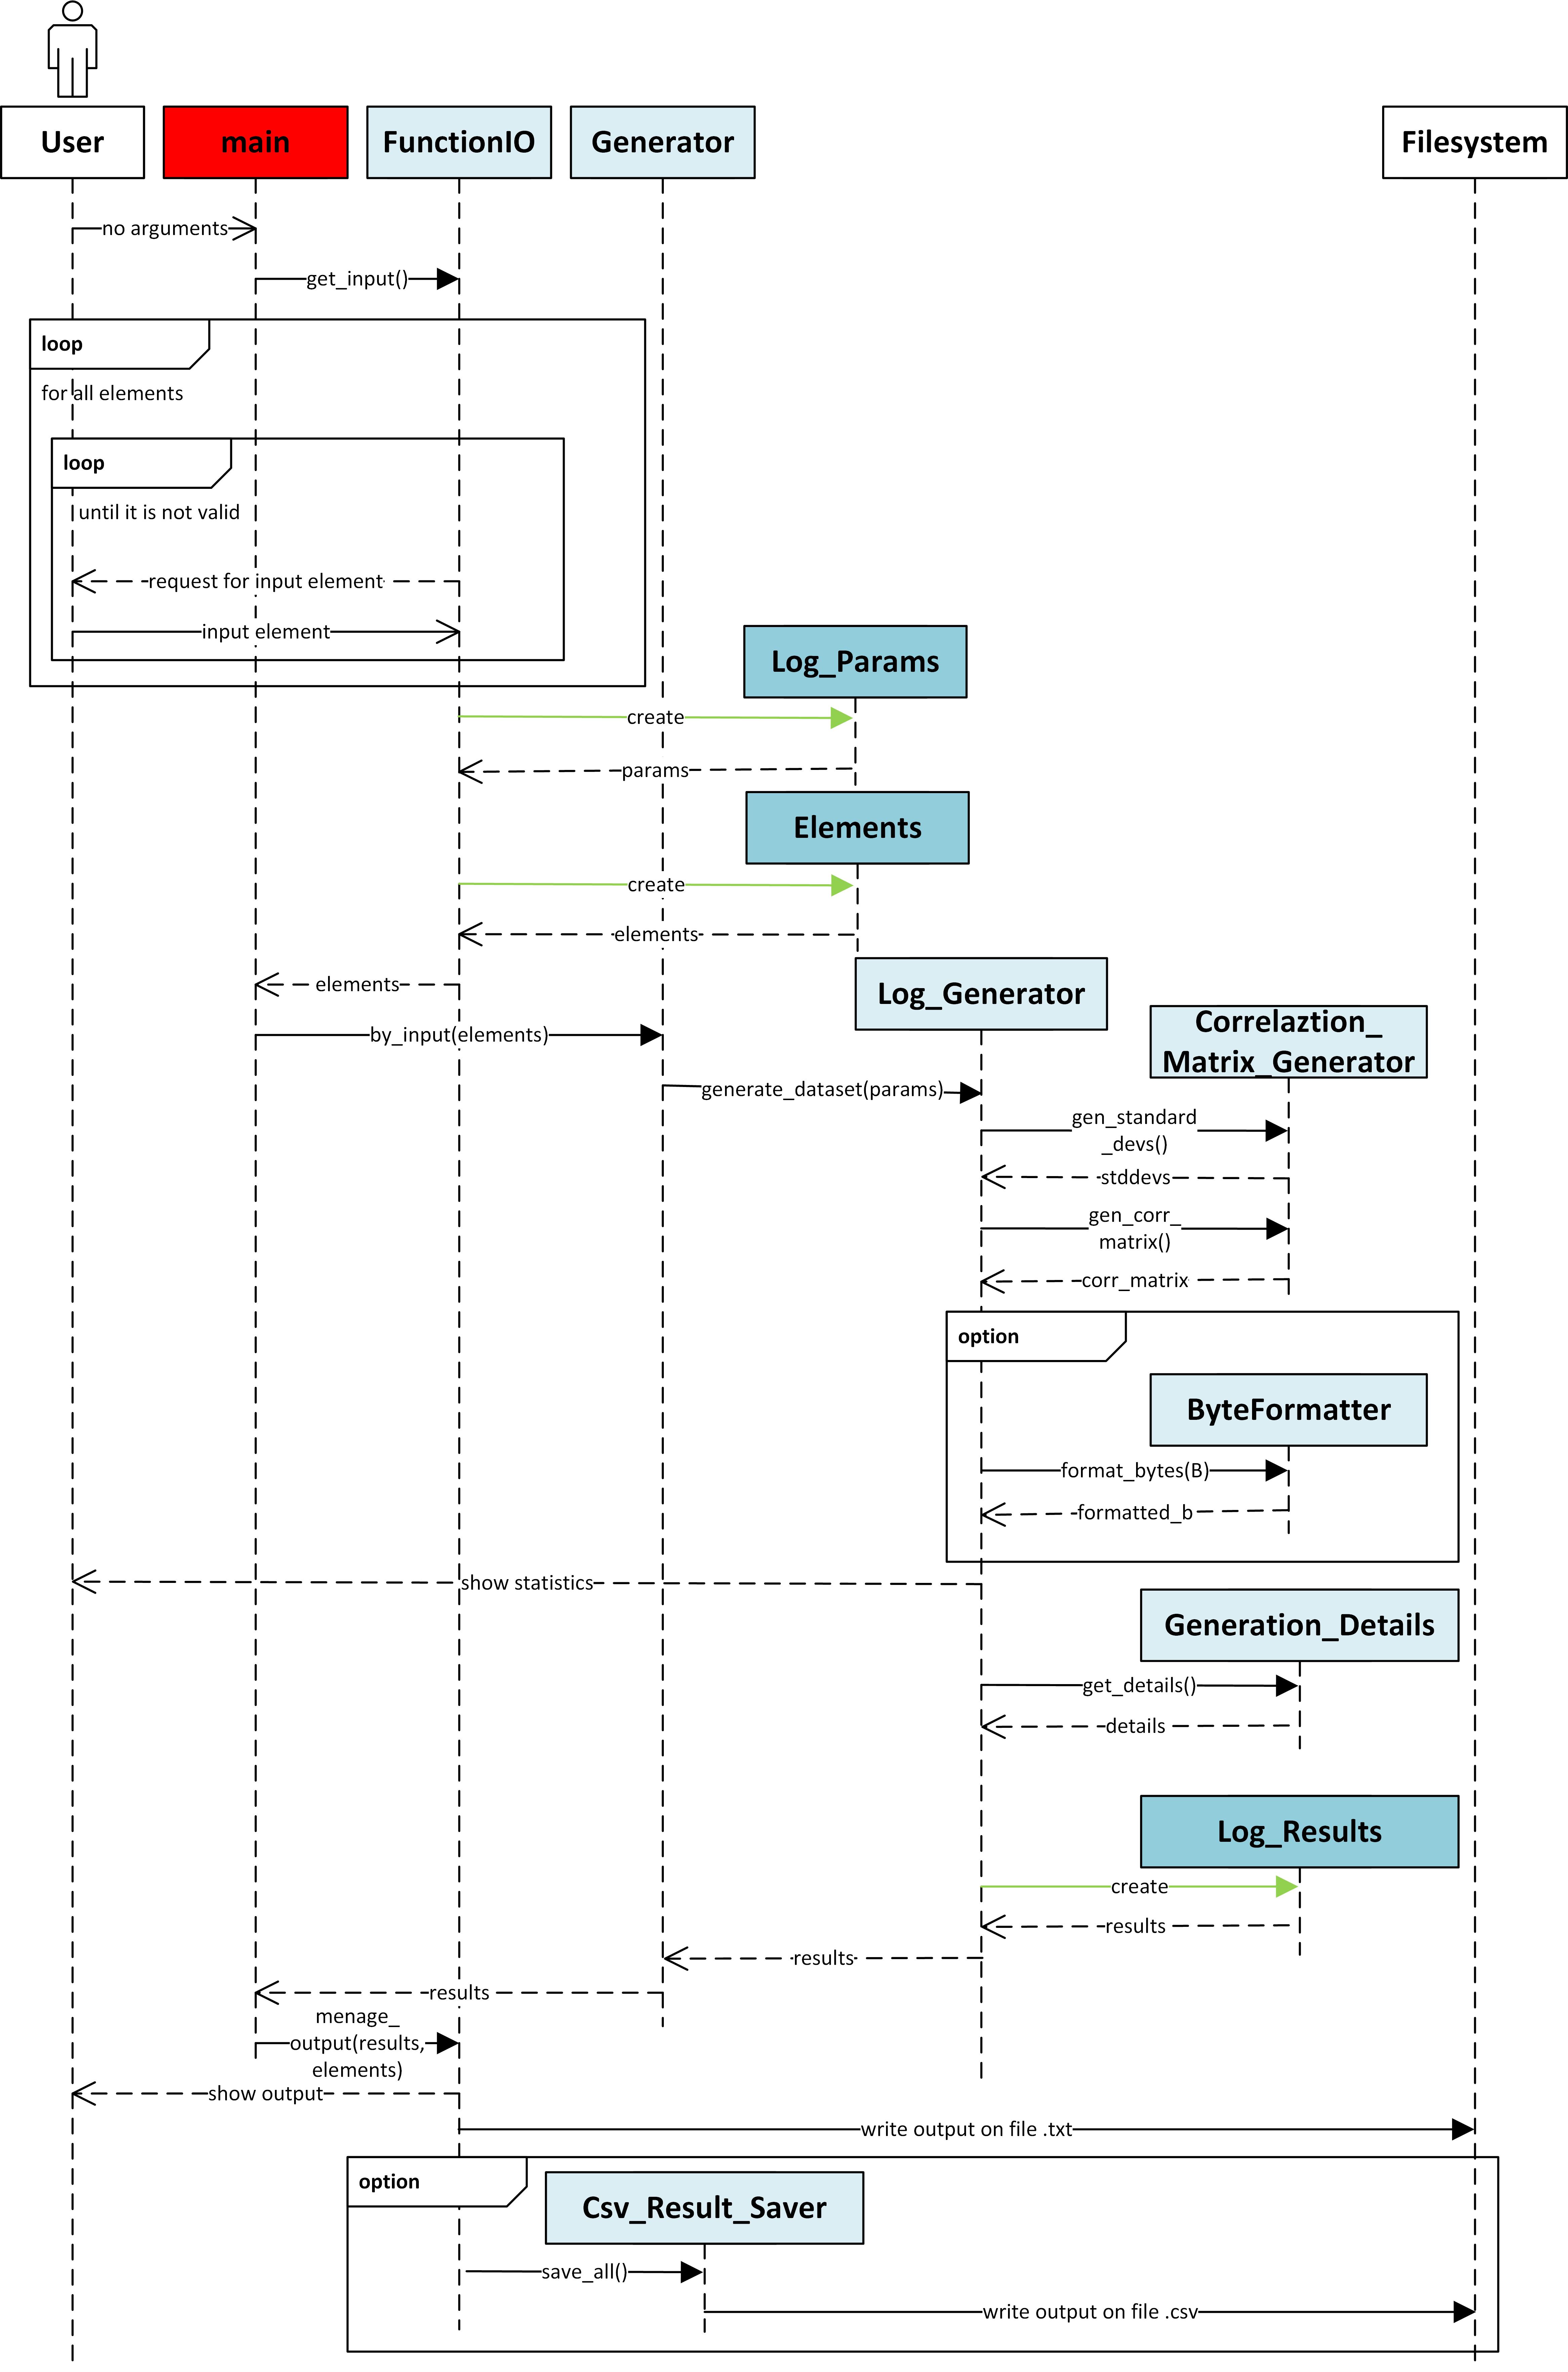 User
main
FunctionIO
Generator
Filesystem
no arguments
get_input()
loop
for all elements
loop
until it is not valid
request for input element
input element
Log_Params
create
params
Elements
create
elements
elements
Log_Generator
Correlaztion_
Matrix_Generator
by_input(elements)
generate_dataset(params)
gen_standard
_devs()
stddevs
gen_corr_
matrix()
corr_matrix
option
ByteFormatter
format_bytes(B)
formatted_b
show statistics
Generation_Details
get_details()
details
Log_Results
create
results
results
results
menage_
output(results,
elements)
show output
write output on file .txt
option
Csv_Result_Saver
save_all()
write output on file .csv